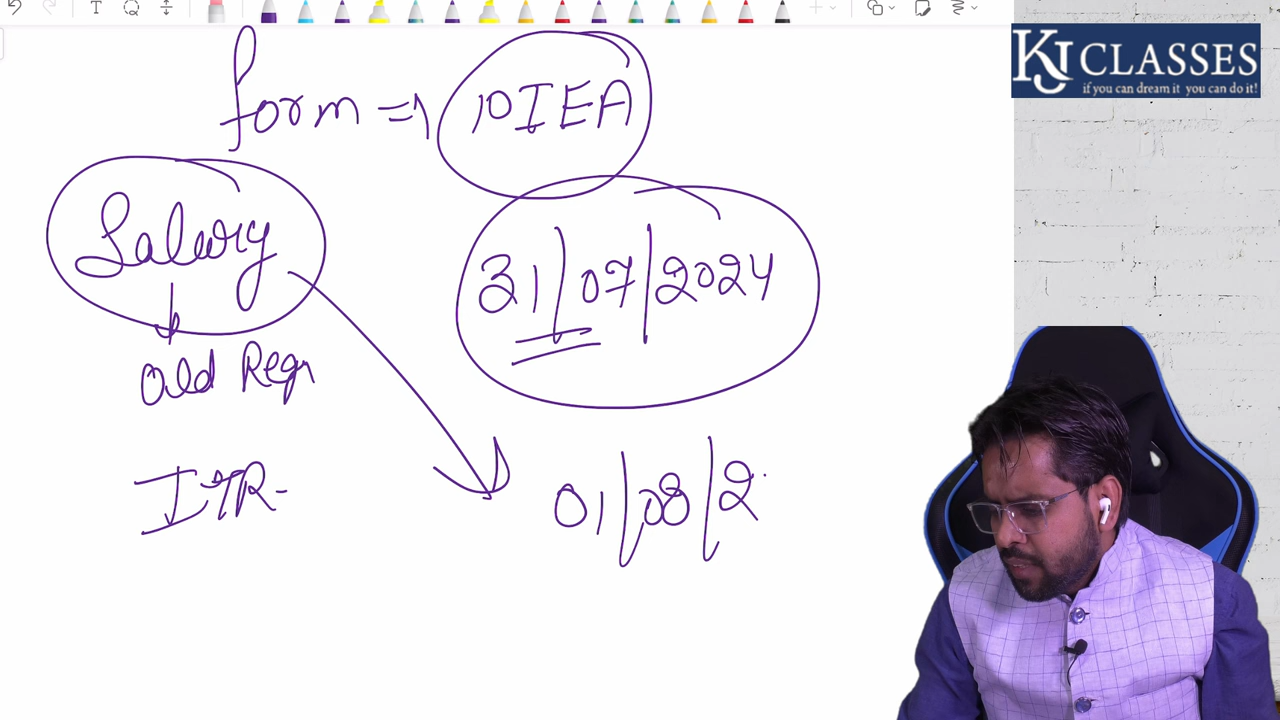 form ⇒ 10IEA
Salary
31/07/2024
Old Regi
ITR-
01/08/2
KJ CLASSES
if you can dream it you can do it!
T